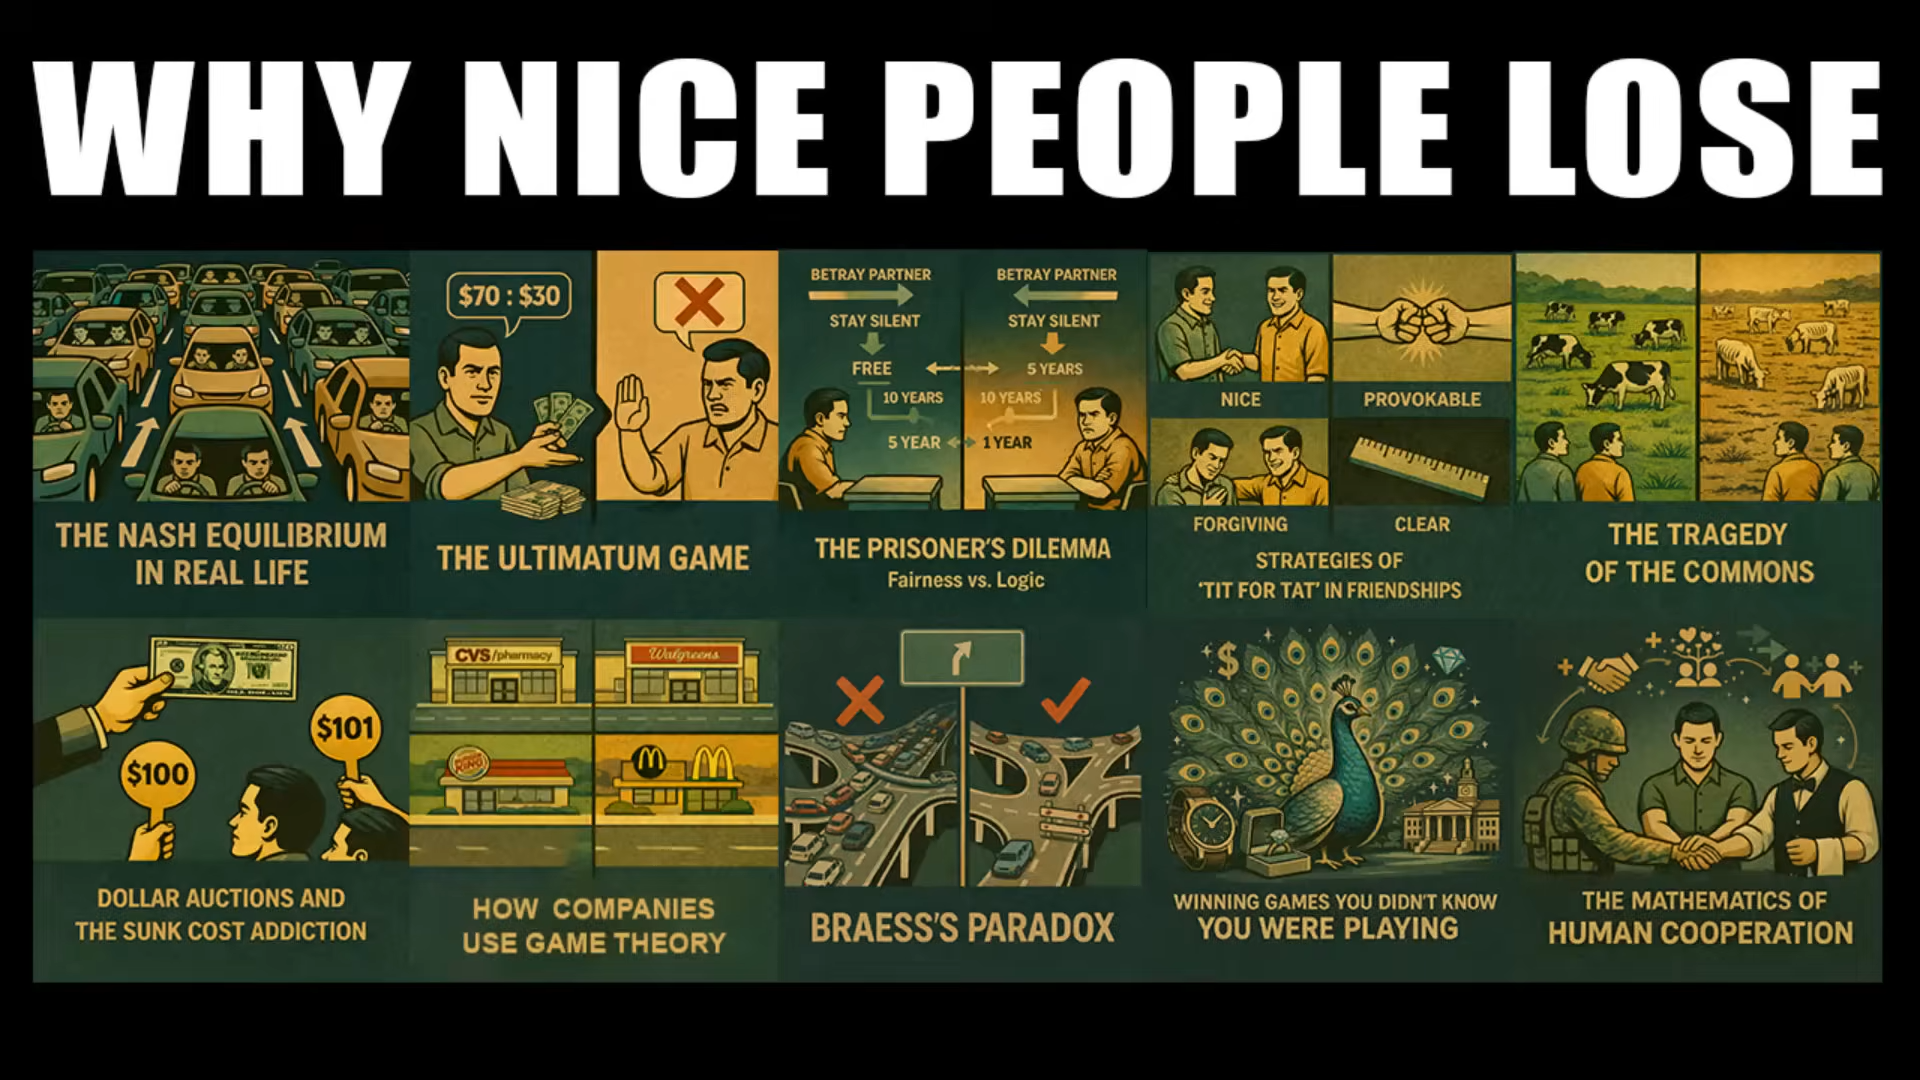 WHY NICE PEOPLE LOSE
$70 : $30
BETRAY PARTNER
STAY SILENT
FREE
10 YEARS
5 YEAR
BETRAY PARTNER
STAY SILENT
5 YEARS
10 YEARS
1 YEAR
NICE
PROVOKABLE
FORGIVING
CLEAR
THE NASH EQUILIBRIUM
IN REAL LIFE
THE ULTIMATUM GAME
THE PRISONER'S DILEMMA
Fairness vs. Logic
STRATEGIES OF
'TIT FOR TAT' IN FRIENDSHIPS
THE TRAGEDY
OF THE COMMONS
$100
$101
CVS/pharmacy
Walgreens
BURGER
KING
$
DOLLAR AUCTIONS AND
THE SUNK COST ADDICTION
HOW COMPANIES
USE GAME THEORY
BRAESS'S PARADOX
WINNING GAMES YOU DIDN'T KNOW
YOU WERE PLAYING
THE MATHEMATICS OF
HUMAN COOPERATION